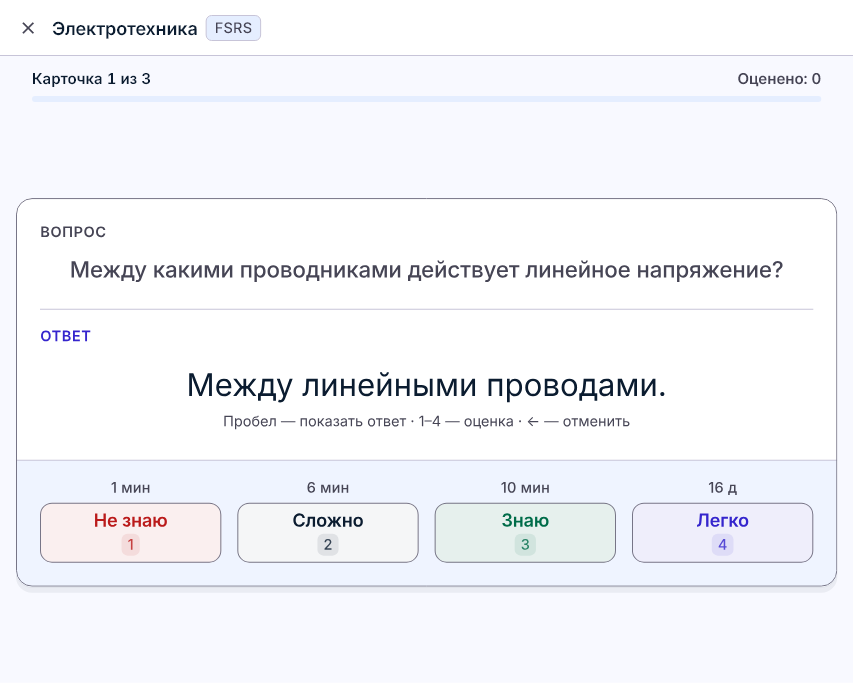 Электротехника FSRS
Карточка 1 из 3
Оценено: 0
ВОПРОС
Между какими проводниками действует линейное напряжение?
ОТВЕТ
Между линейными проводами.
Пробел — показать ответ · 1–4 — оценка · ← — отменить
1 мин
Не знаю
1
6 мин
Сложно
2
10 мин
Знаю
3
16 д
Легко
4